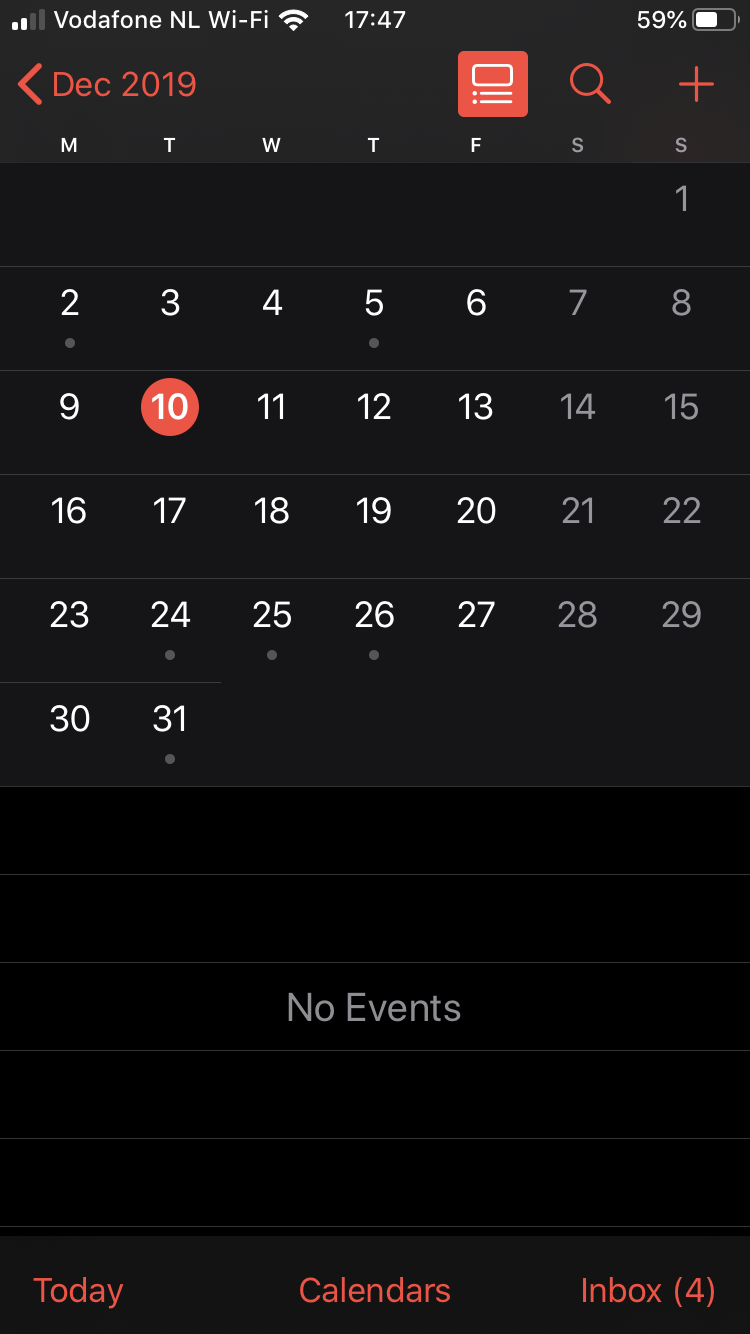 Vodafone NL Wi-Fi 17:47 59%
Dec 2019
M T W T F S S
1
2 3 4 5 6 7 8
9 10 11 12 13 14 15
16 17 18 19 20 21 22
23 24 25 26 27 28 29
30 31
No Events
Today Calendars Inbox (4)